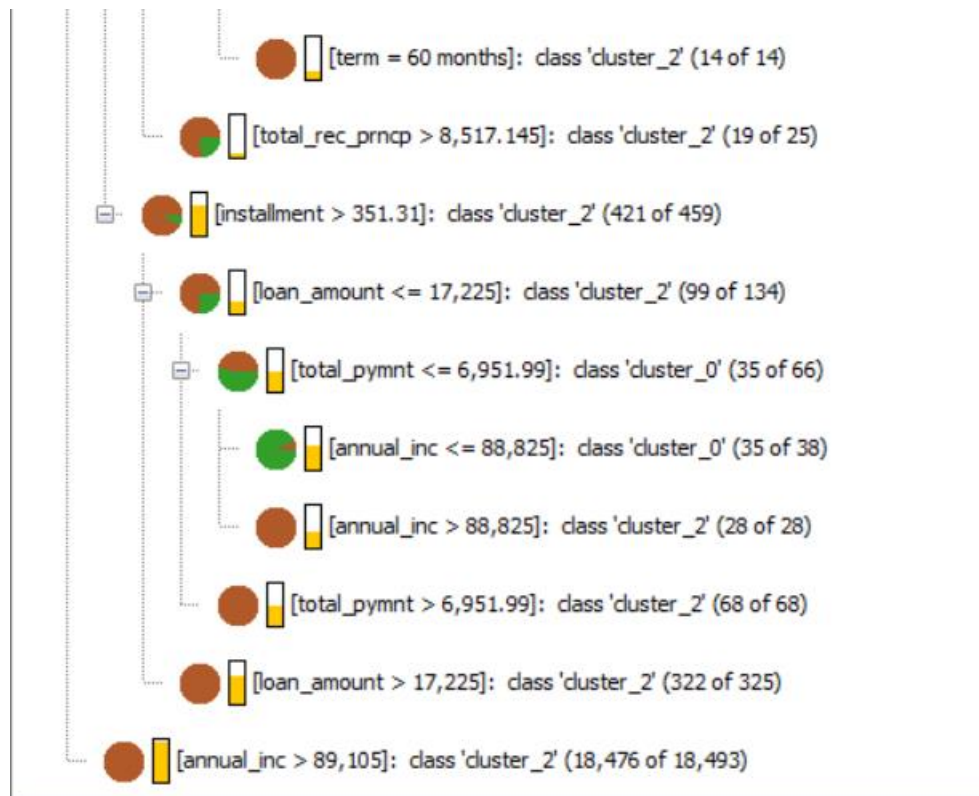 [term = 60 months]: class 'cluster_2' (14 of 14)
[total_rec_prncp > 8,517.145]: class 'cluster_2' (19 of 25)
[installment > 351.31]: class 'cluster_2' (421 of 459)
[loan_amount <= 17,225]: class 'cluster_2' (99 of 134)
[total_pymnt <= 6,951.99]: class 'cluster_0' (35 of 66)
[annual_inc <= 88,825]: class 'cluster_0' (35 of 38)
[annual_inc > 88,825]: class 'cluster_2' (28 of 28)
[total_pymnt > 6,951.99]: class 'cluster_2' (68 of 68)
[loan_amount > 17,225]: class 'cluster_2' (322 of 325)
[annual_inc > 89,105]: class 'cluster_2' (18,476 of 18,493)